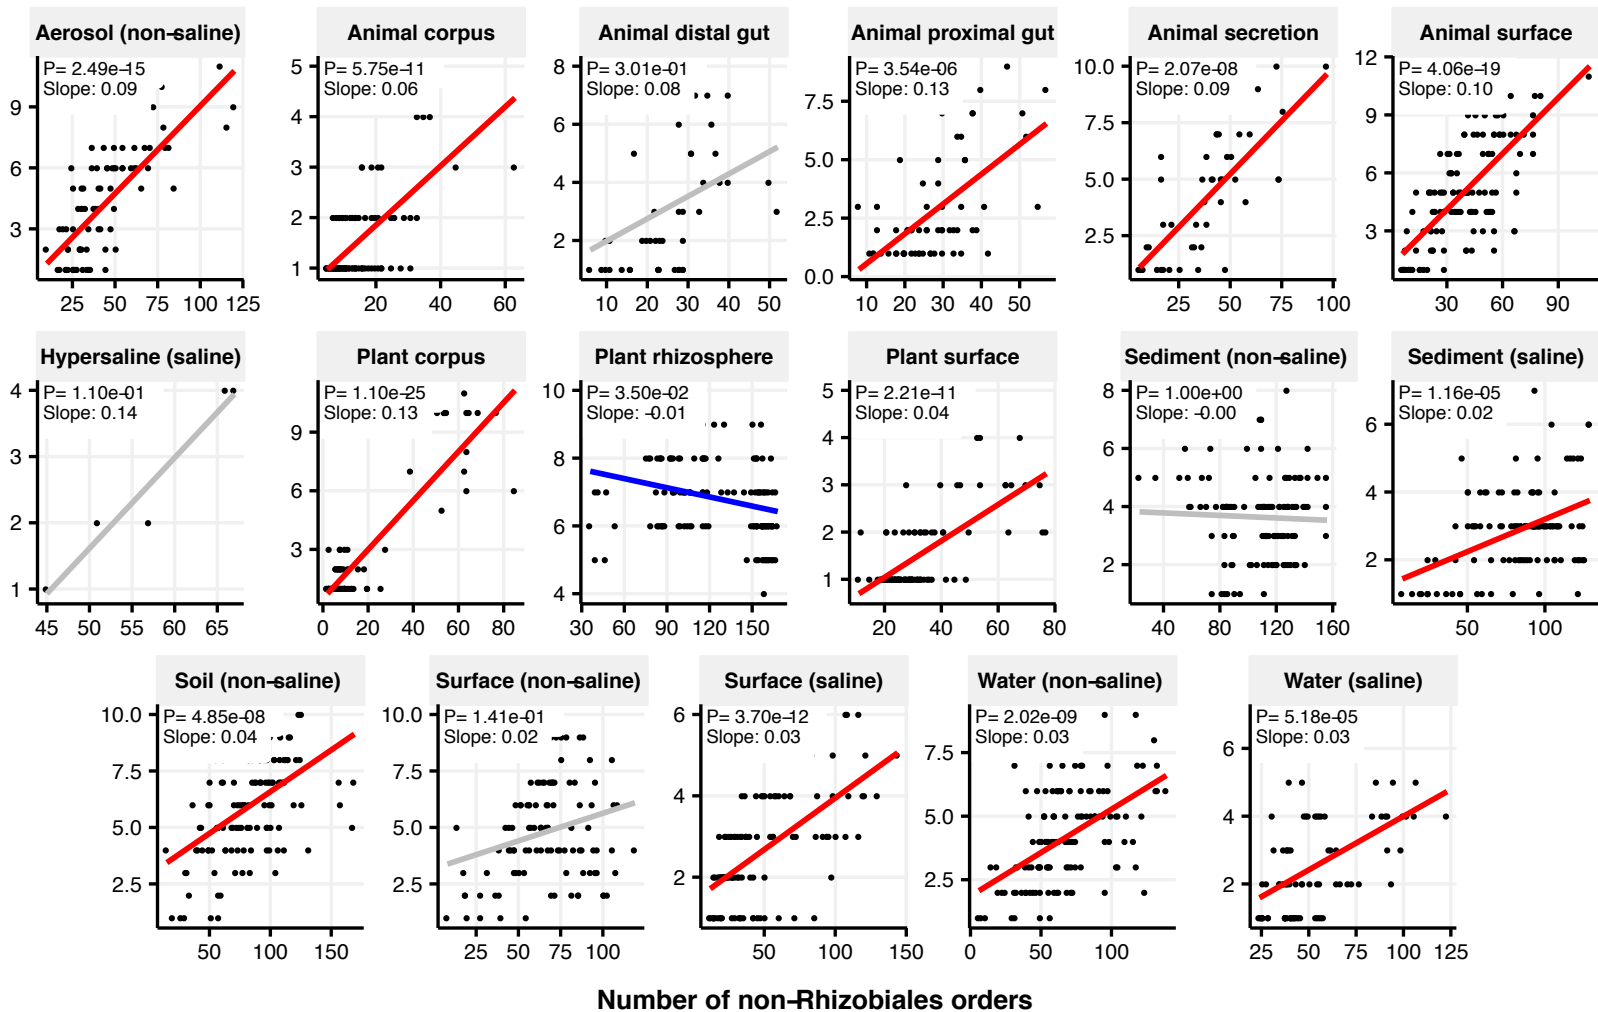 Aerosol (non-saline)
P= 2.49e-15
Slope: 0.09
9
6
3
25 50 75 100 125
Animal corpus
P= 5.75e-11
Slope: 0.06
5
4
3
2
1
20 40 60
Animal distal gut
P= 3.01e-01
Slope: 0.08
8
6
4
2
10 20 30 40 50
Animal proximal gut
P= 3.54e-06
Slope: 0.13
7.5
5.0
2.5
0.0
10 20 30 40 50
Animal secretion
P= 2.07e-08
Slope: 0.09
10.0
7.5
5.0
2.5
25 50 75 100
Animal surface
P= 4.06e-19
Slope: 0.10
12
9
6
3
30 60 90
Hypersaline (saline)
P= 1.10e-01
Slope: 0.14
4
3
2
1
45 50 55 60 65
Plant corpus
P= 1.10e-25
Slope: 0.13
9
6
3
0 20 40 60 80
Plant rhizosphere
P= 3.50e-02
Slope: -0.01
10
8
6
4
30 60 90 120 150
Plant surface
P= 2.21e-11
Slope: 0.04
5
4
3
2
1
20 40 60 80
Sediment (non-saline)
P= 1.00e+00
Slope: -0.00
8
6
4
2
40 80 120 160
Sediment (saline)
P= 1.16e-05
Slope: 0.02
6
4
2
50 100
Soil (non-saline)
P= 4.85e-08
Slope: 0.04
10.0
7.5
5.0
2.5
50 100 150
Surface (non-saline)
P= 1.41e-01
Slope: 0.02
10.0
7.5
5.0
2.5
25 50 75 100
Surface (saline)
P= 3.70e-12
Slope: 0.03
6
4
2
50 100 150
Water (non-saline)
P= 2.02e-09
Slope: 0.03
7.5
5.0
2.5
0 50 100
Water (saline)
P= 5.18e-05
Slope: 0.03
6
4
2
25 50 75 100 125
Number of non-Rhizobiales orders